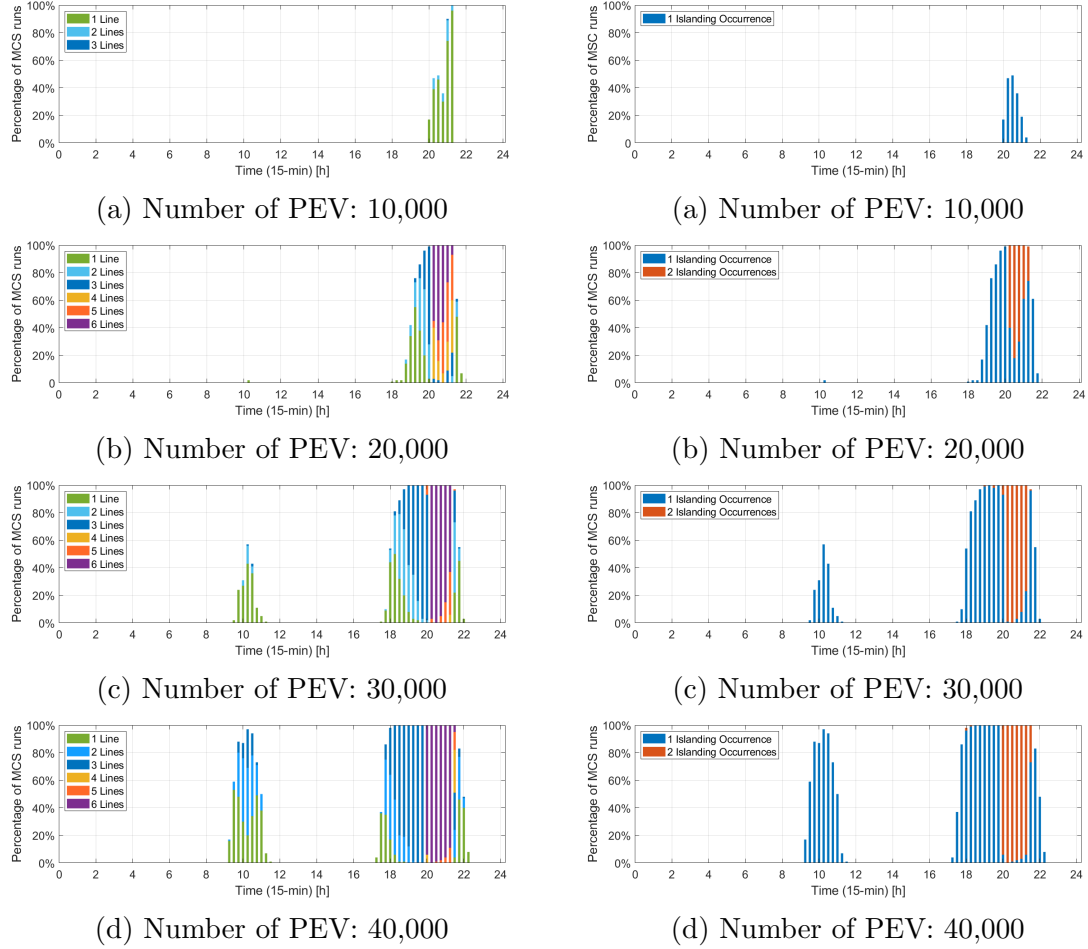 Percentage of MCS runs
100%
80%
60%
40%
20%
0%
1 Line
2 Lines
3 Lines
0 2 4 6 8 10 12 14 16 18 20 22 24
Time (15-min) [h]
(a) Number of PEV: 10,000
Percentage of MSC runs
100%
80%
60%
40%
20%
0%
1 Islanding Occurrence
0 2 4 6 8 10 12 14 16 18 20 22 24
Time (15-min) [h]
(a) Number of PEV: 10,000
Percentage of MCS runs
100%
80%
60%
40%
20%
0
1 Line
2 Lines
3 Lines
4 Lines
5 Lines
6 Lines
0 2 4 6 8 10 12 14 16 18 20 22 24
Time (15-min) [h]
(b) Number of PEV: 20,000
Percentage of MCS runs
100%
80%
60%
40%
20%
0
1 Islanding Occurrence
2 Islanding Occurrences
0 2 4 6 8 10 12 14 16 18 20 22 24
Time (15-min) [h]
(b) Number of PEV: 20,000
Percentage of MCS runs
100%
80%
60%
40%
20%
0%
1 Line
2 Lines
3 Lines
4 Lines
5 Lines
6 Lines
0 2 4 6 8 10 12 14 16 18 20 22 24
Time (15-min) [h]
(c) Number of PEV: 30,000
Percentage of MCS runs
100%
80%
60%
40%
20%
0%
1 Islanding Occurrence
2 Islanding Occurrences
0 2 4 6 8 10 12 14 16 18 20 22 24
Time (15-min) [h]
(c) Number of PEV: 30,000
Percentage of MCS runs
100%
80%
60%
40%
20%
0%
1 Line
2 Lines
3 Lines
4 Lines
5 Lines
6 Lines
0 2 4 6 8 10 12 14 16 18 20 22 24
Time (15-min) [h]
(d) Number of PEV: 40,000
Percentage of MCS runs
100%
80%
60%
40%
20%
0%
1 Islanding Occurrence
2 Islanding Occurrences
0 2 4 6 8 10 12 14 16 18 20 22 24
Time (15-min) [h]
(d) Number of PEV: 40,000